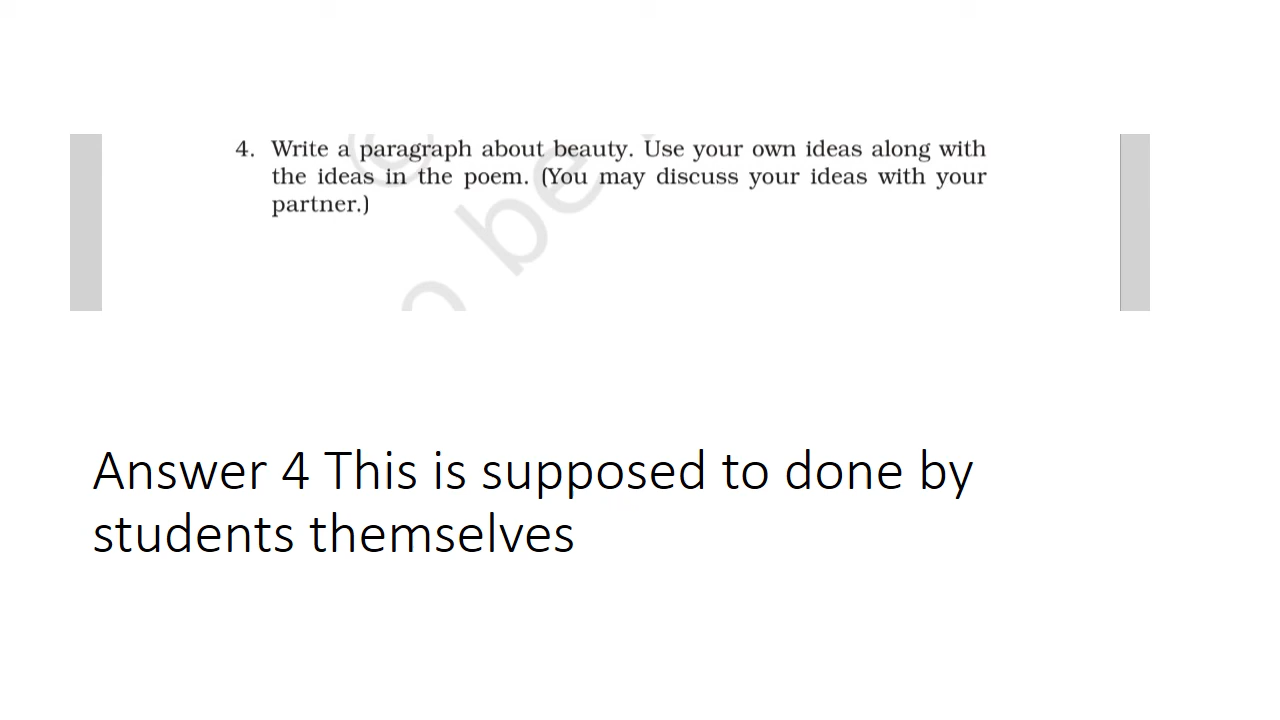 4. Write a paragraph about beauty. Use your own ideas along with
the ideas in the poem. (You may discuss your ideas with your
partner.)
be
Answer 4 This is supposed to done by
students themselves